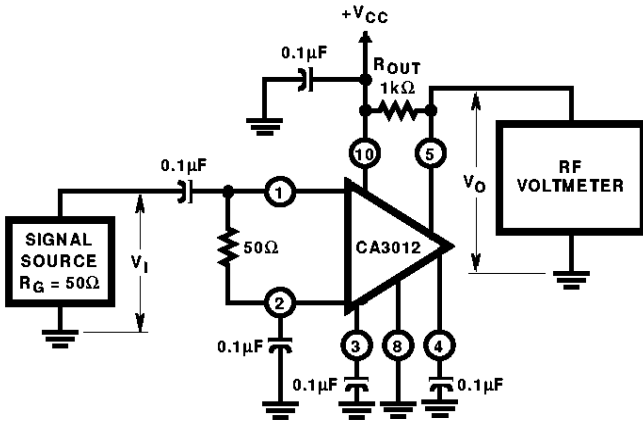 +VCC
0.1µF
ROUT
1kΩ
10
5
0.1µF
1
VO
RF
VOLTMETER
SIGNAL
SOURCE
RG = 50Ω
VI
50Ω
CA3012
2
0.1µF
3
8
4
0.1µF
0.1µF